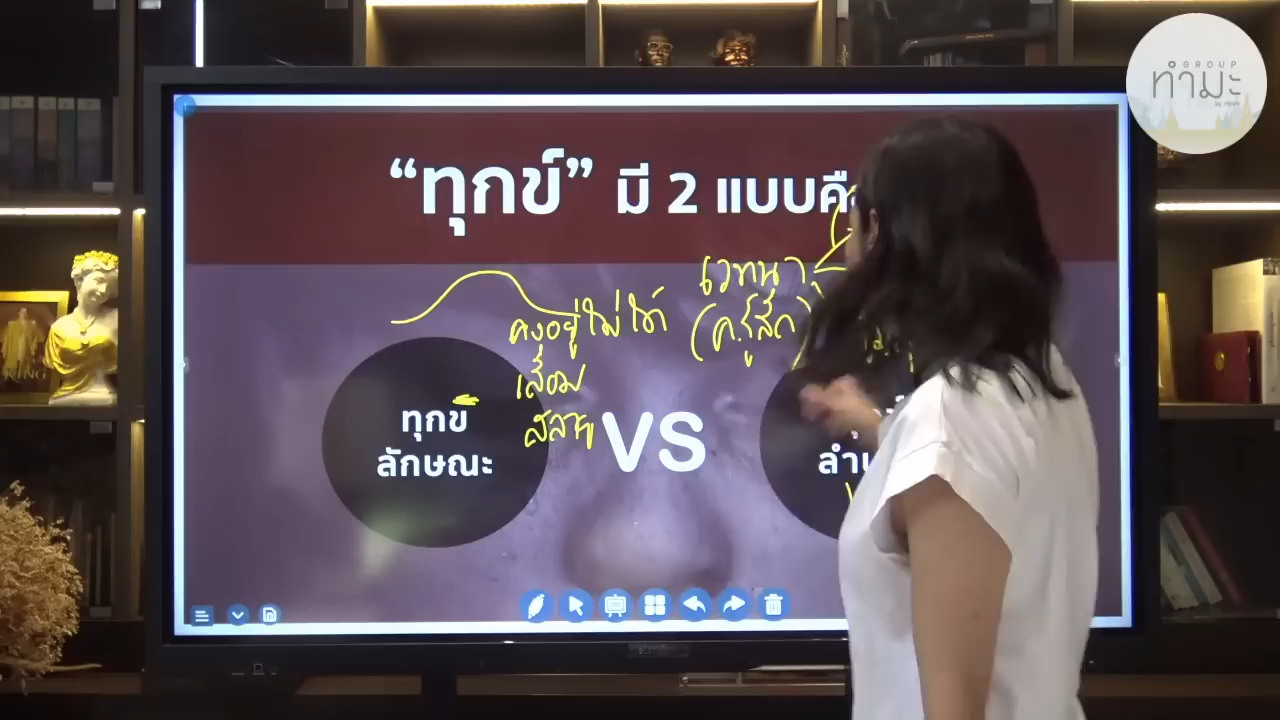 GROUP
ทำมะ
“ทุกข์” มี 2 แบบคือ
เวทนา
(ค.รู้สึก)
คงอยู่ไม่ได้
เสื่อม
สลาย
ทุกข
ลักษณะ
VS